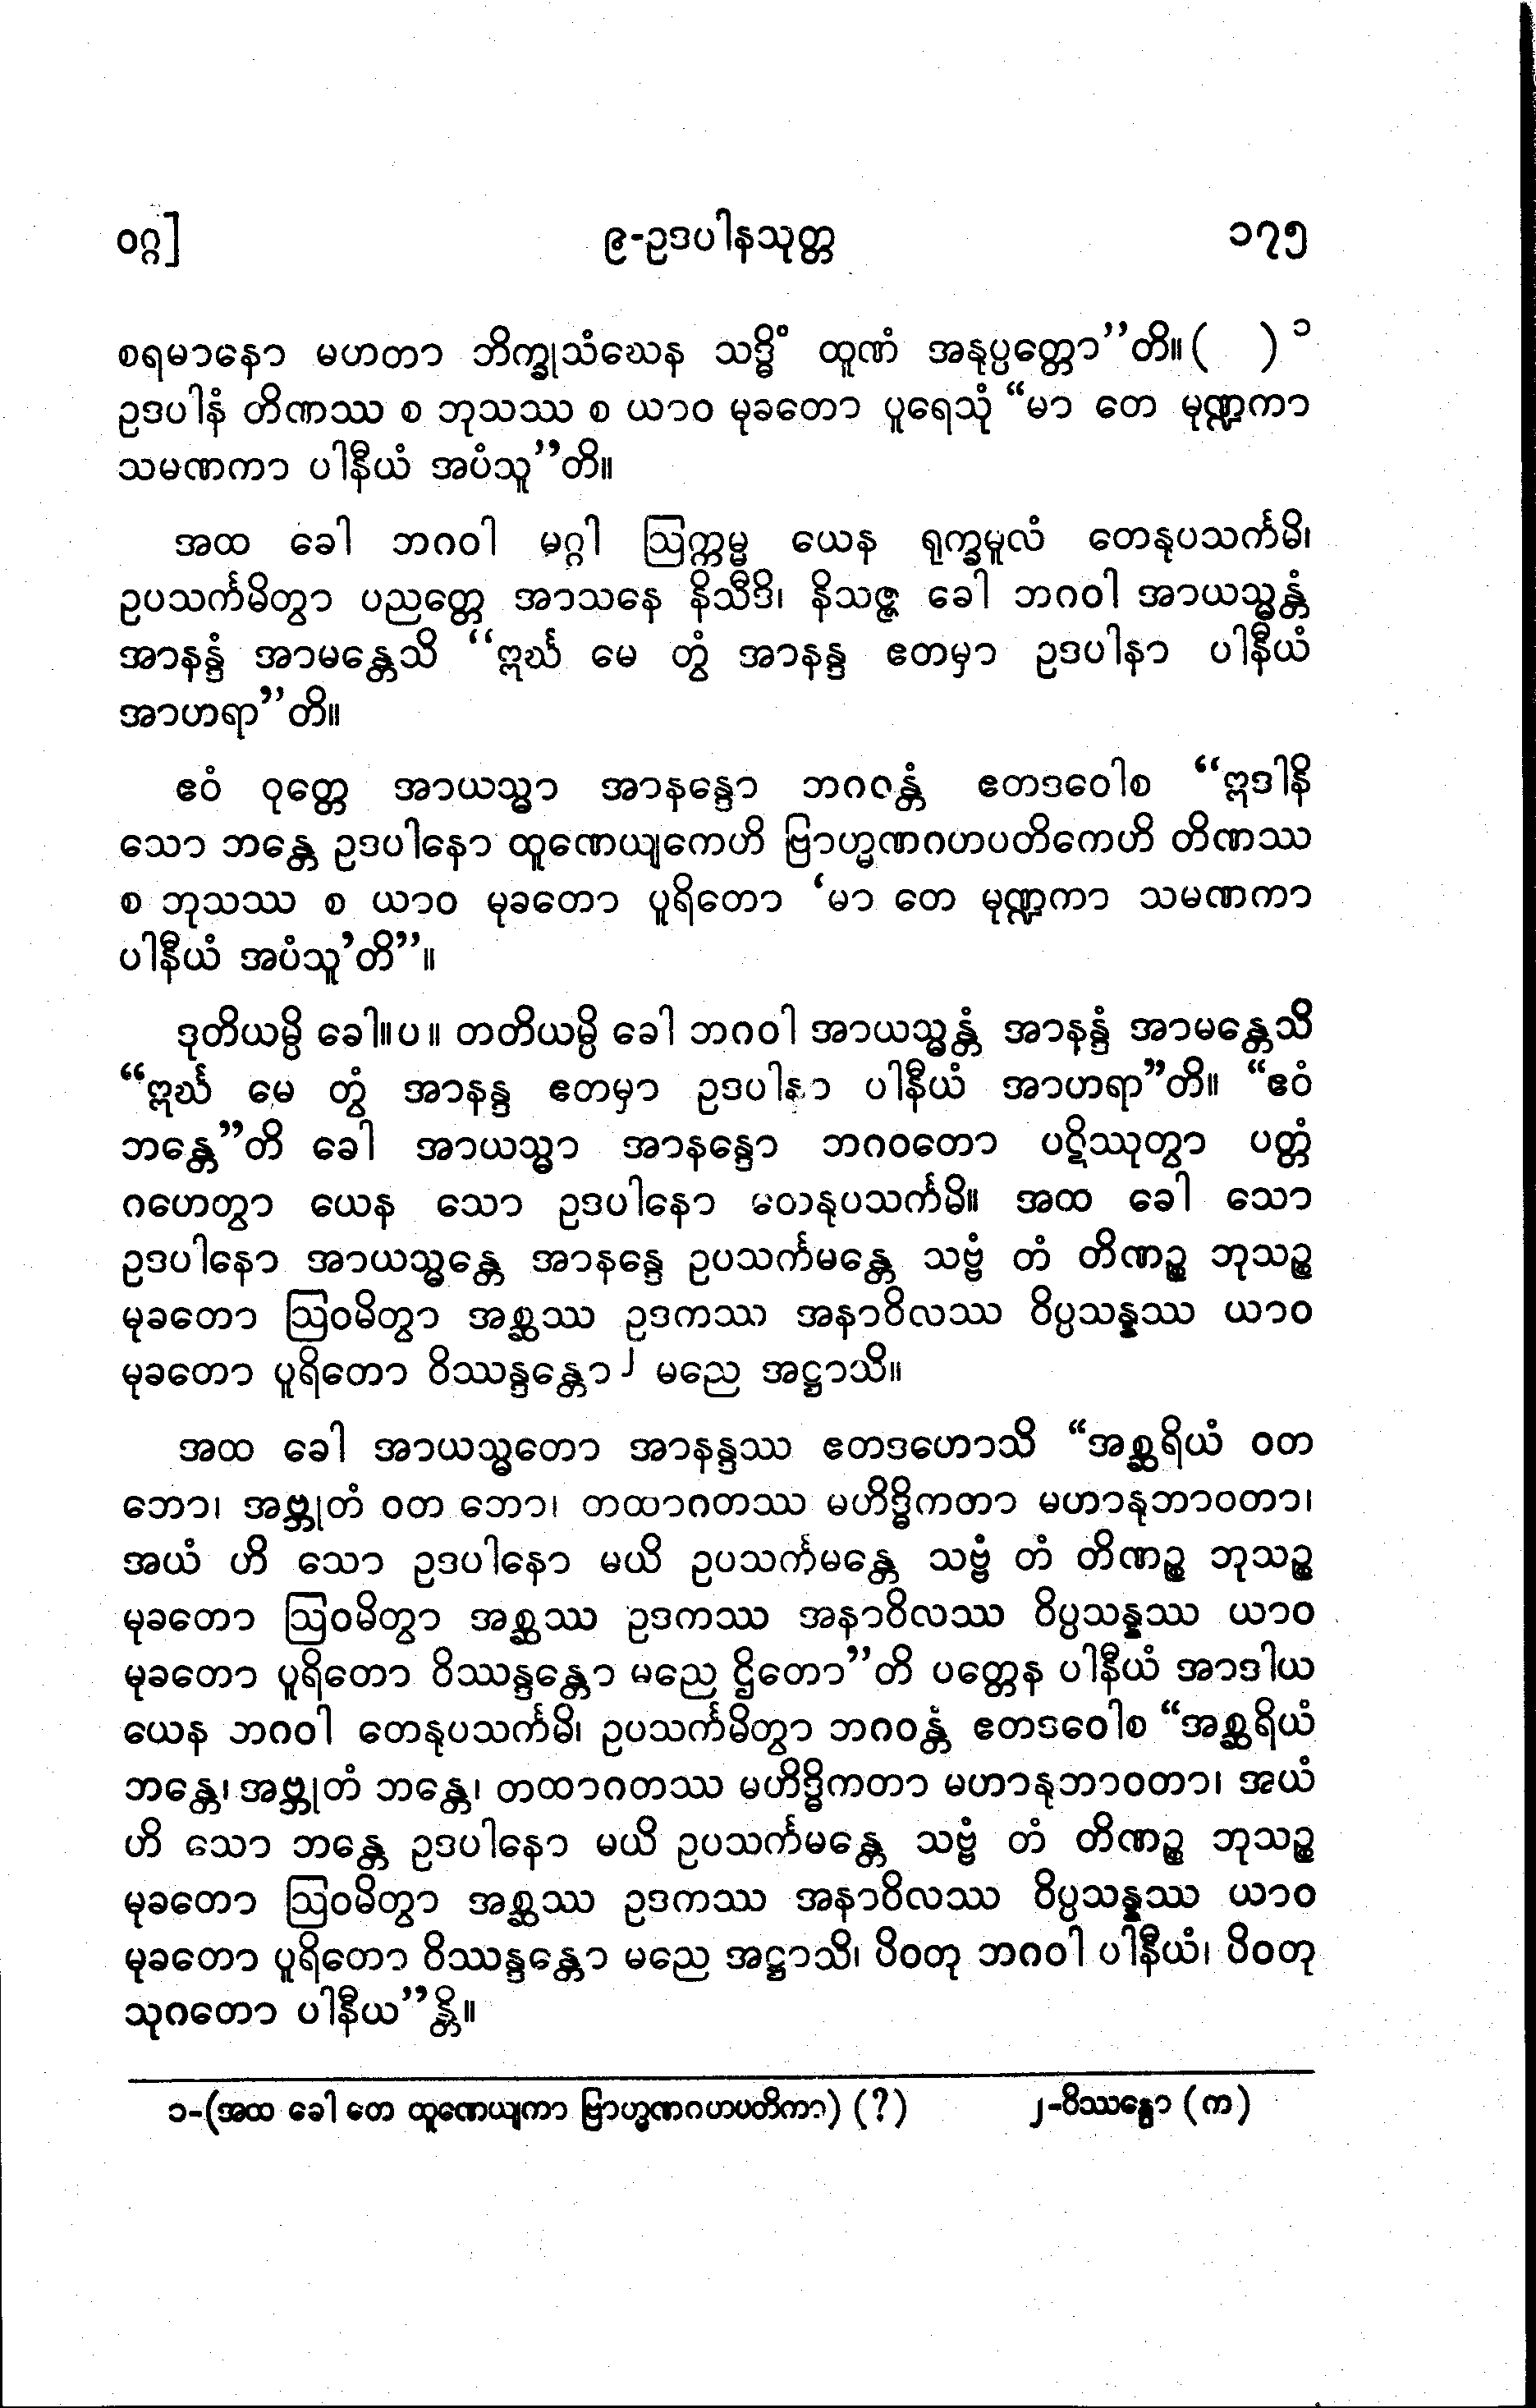 ဝဂ္ဂ]
၉-ဥဒပါနသုတ္တ
၁၇၅
စရမာနော မဟတာ ဘိက္ခုသံဃေန သဒ္ဓိံ ထူဏံ အနုပ္ပတ္တော”တိ။ ( )၁
ဥဒပါနံ တိဏဿ စ ဘုသဿ စ ယာဝ မုခတော ပူရေသုံ “မာ တေ မုဏ္ဍကာ
သမဏကာ ပါနီယံ အပံသူ”တိ။
အထ ခေါ ဘဂဝါ မဂ္ဂါ ဩက္ကမ္မ ယေန ရုက္ခမူလံ တေနုပသင်္ကမိ၊
ဥပသင်္ကမိတွာ ပညတ္တေ အာသနေ နိသီဒိ၊ နိသဇ္ဇ ခေါ ဘဂဝါ အာယသ္မန္တံ
အာနန္ဒံ အာမန္တေသိ “ဣင်္ဃ မေ တွံ အာနန္ဒ ဧတမှာ ဥဒပါနာ ပါနီယံ
အာဟရာ”တိ။
ဧဝံ ဝုတ္တေ အာယသ္မာ အာနန္ဒော ဘဂဝန္တံ ဧတဒဝေါစ “ဣဒါနိ
သော ဘန္တေ ဥဒပါနော ထူဏေယျကေဟိ ဗြာဟ္မဏဂဟပတိကေဟိ တိဏဿ
စ ဘုသဿ စ ယာဝ မုခတော ပူရိတော ‘မာ တေ မုဏ္ဍကာ သမဏကာ
ပါနီယံ အပံသူ’တိ”။
ဒုတိယမ္ပိ ခေါ။ပ။ တတိယမ္ပိ ခေါ ဘဂဝါ အာယသ္မန္တံ အာနန္ဒံ အာမန္တေသိ
“ဣင်္ဃ မေ တွံ အာနန္ဒ ဧတမှာ ဥဒပါနာ ပါနီယံ အာဟရာ”တိ။ “ဧဝံ
ဘန္တေ”တိ ခေါ အာယသ္မာ အာနန္ဒော ဘဂဝတော ပဋိဿုတွာ ပတ္တံ
ဂဟေတွာ ယေန သော ဥဒပါနော တေနုပသင်္ကမိ။ အထ ခေါ သော
ဥဒပါနော အာယသ္မန္တေ အာနန္ဒေ ဥပသင်္ကမန္တေ သဗ္ဗံ တံ တိဏဉ္စ ဘုသဉ္စ
မုခတော ဩဝမိတွာ အစ္ဆဿ ဥဒကဿ အနာဝိလဿ ဝိပ္ပသန္နဿ ယာဝ
မုခတော ပူရိတော ဝိဿန္ဒန္တော၂ မညေ အဋ္ဌာသိ။
အထ ခေါ အာယသ္မတော အာနန္ဒဿ ဧတဒဟောသိ “အစ္ဆရိယံ ဝတ
ဘော၊ အဗ္ဘုတံ ဝတ ဘော၊ တထာဂတဿ မဟိဒ္ဓိကတာ မဟာနုဘာဝတာ၊
အယံ ဟိ သော ဥဒပါနော မယိ ဥပသင်္ကမန္တေ သဗ္ဗံ တံ တိဏဉ္စ ဘုသဉ္စ
မုခတော ဩဝမိတွာ အစ္ဆဿ ဥဒကဿ အနာဝိလဿ ဝိပ္ပသန္နဿ ယာဝ
မုခတော ပူရိတော ဝိဿန္ဒန္တော မညေ ဌိတော”တိ ပတ္တေန ပါနီယံ အာဒါယ
ယေန ဘဂဝါ တေနုပသင်္ကမိ၊ ဥပသင်္ကမိတွာ ဘဂဝန္တံ ဧတဒဝေါစ “အစ္ဆရိယံ
ဘန္တေ၊ အဗ္ဘုတံ ဘန္တေ၊ တထာဂတဿ မဟိဒ္ဓိကတာ မဟာနုဘာဝတာ၊ အယံ
ဟိ သော ဘန္တေ ဥဒပါနော မယိ ဥပသင်္ကမန္တေ သဗ္ဗံ တံ တိဏဉ္စ ဘုသဉ္စ
မုခတော ဩဝမိတွာ အစ္ဆဿ ဥဒကဿ အနာဝိလဿ ဝိပ္ပသန္နဿ ယာဝ
မုခတော ပူရိတော ဝိဿန္ဒန္တော မညေ အဋ္ဌာသိ၊ ပိဝတု ဘဂဝါ ပါနီယံ၊ ပိဝတု
သုဂတော ပါနီယ”န္တိ။
၁-(အထ ခေါ တေ ထူဏေယျကာ ဗြာဟ္မဏဂဟပတိကာ) (?)
၂-ဝိဿန္ဒော (က)